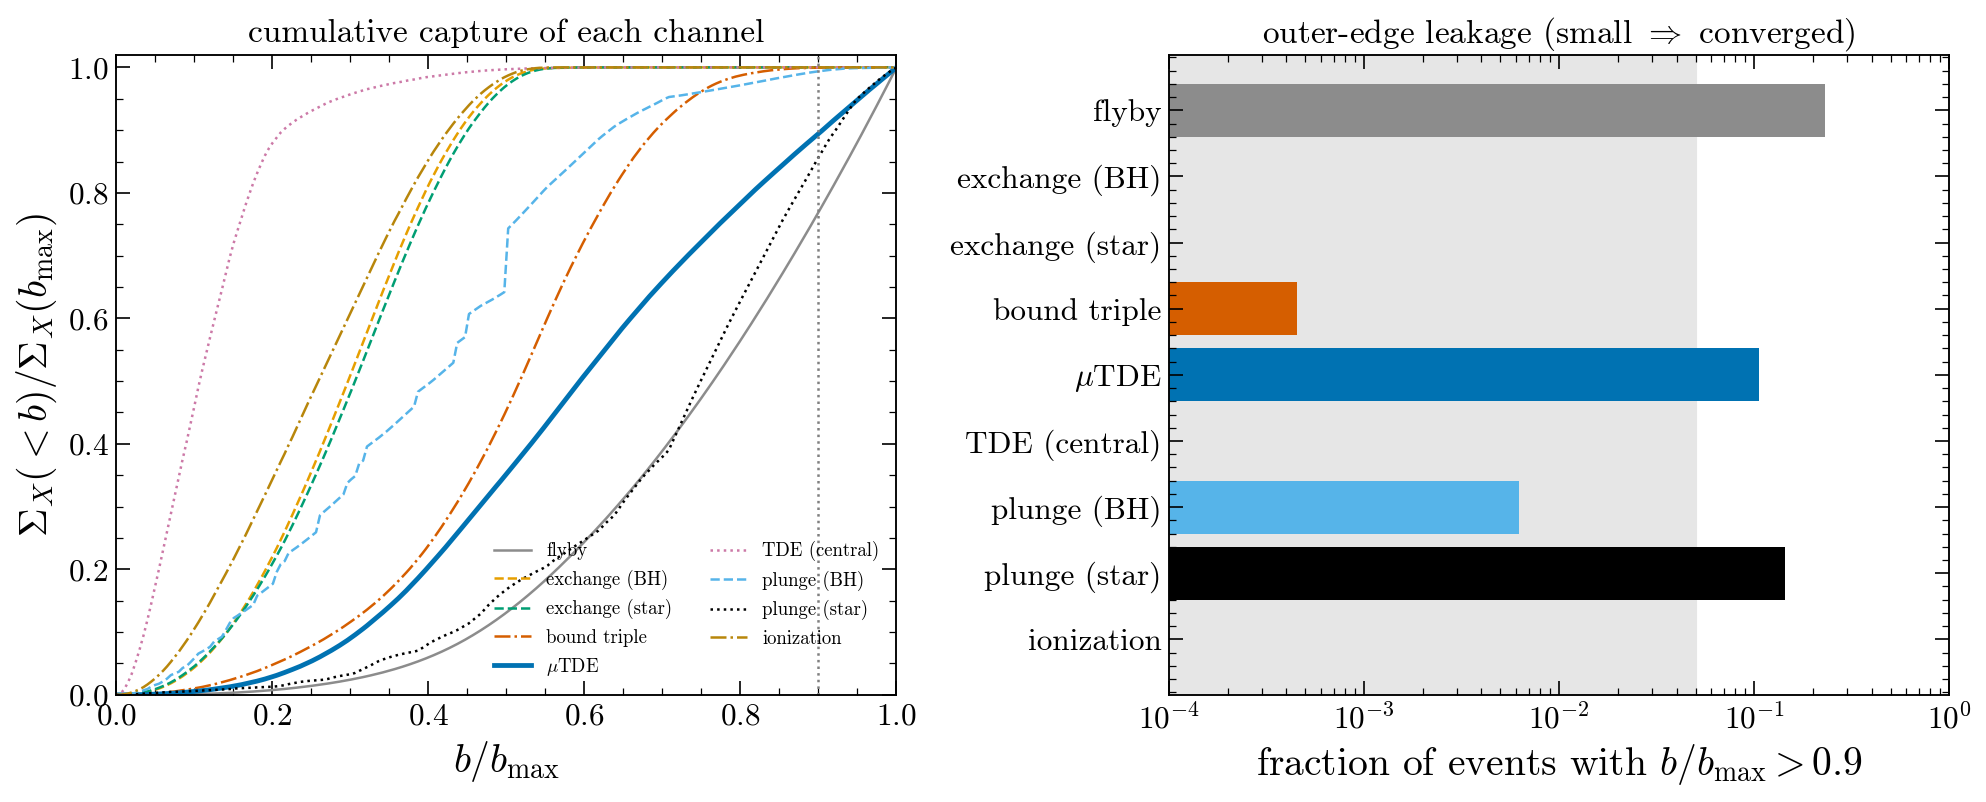 cumulative capture of each channel
Σ_X(< b)/Σ_X(b_max)
1.0
0.8
0.6
0.4
0.2
0.0
0.0 0.2 0.4 0.6 0.8 1.0
b/b_max
flyby
exchange (BH)
exchange (star)
bound triple
μTDE
TDE (central)
plunge (BH)
plunge (star)
ionization
outer-edge leakage (small ⇒ converged)
flyby
exchange (BH)
exchange (star)
bound triple
μTDE
TDE (central)
plunge (BH)
plunge (star)
ionization
10⁻⁴ 10⁻³ 10⁻² 10⁻¹ 10⁰
fraction of events with b/b_max > 0.9